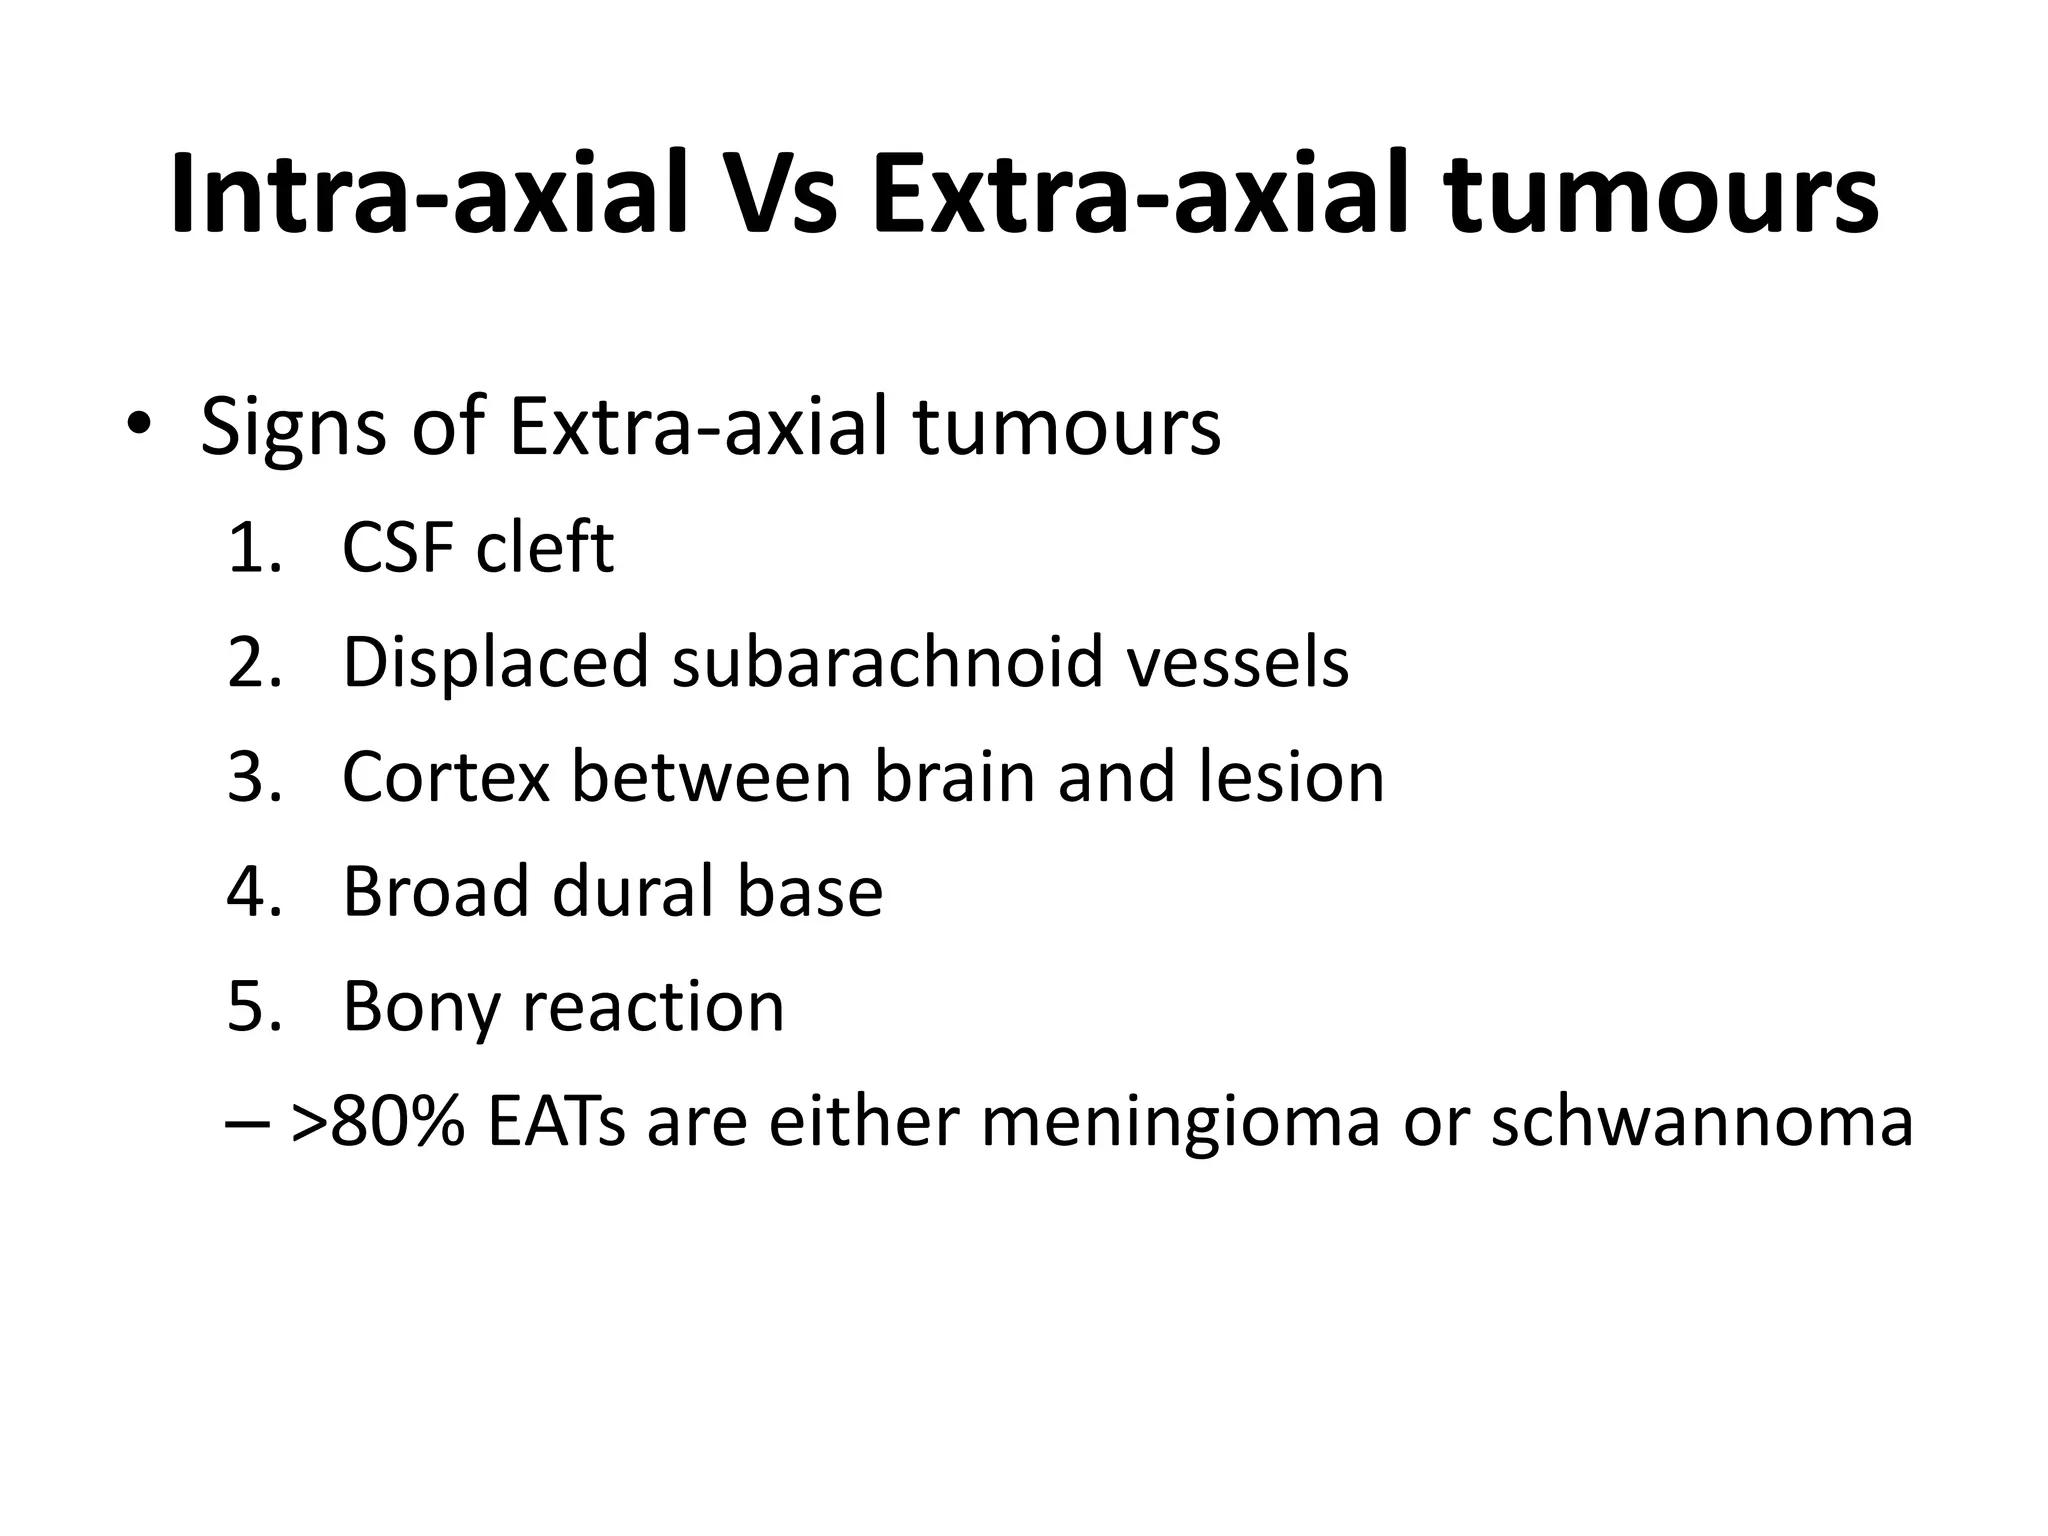 Intra-axial Vs Extra-axial tumours
• Signs of Extra-axial tumours
1. CSF cleft
2. Displaced subarachnoid vessels
3. Cortex between brain and lesion
4. Broad dural base
5. Bony reaction
– >80% EATs are either meningioma or schwannoma